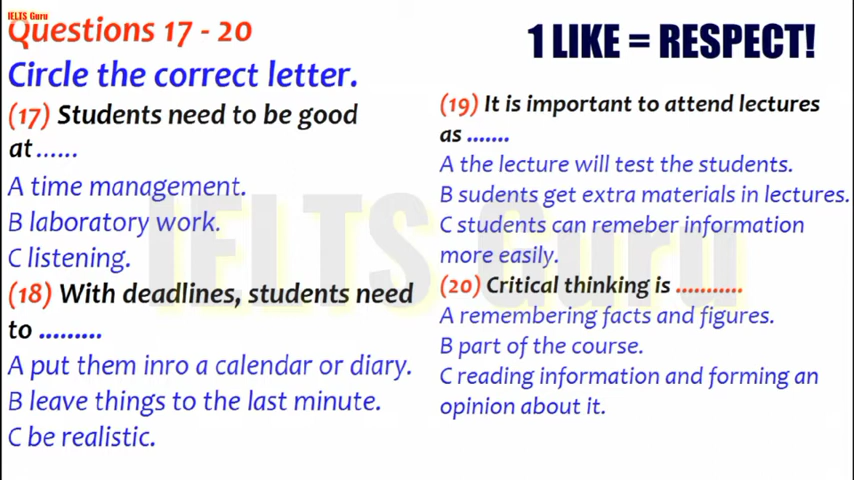 IELTS Guru
Questions 17 - 20
Circle the correct letter.
(17) Students need to be good
at......
A time management.
B laboratory work.
C listening.
(18) With deadlines, students need
to .........
A put them inro a calendar or diary.
B leave things to the last minute.
C be realistic.
1 LIKE = RESPECT!
(19) It is important to attend lectures
as .......
A the lecture will test the students.
B sudents get extra materials in lectures.
C students can remeber information
more easily.
(20) Critical thinking is ...........
A remembering facts and figures.
B part of the course.
C reading information and forming an
opinion about it.
IELTS Guru